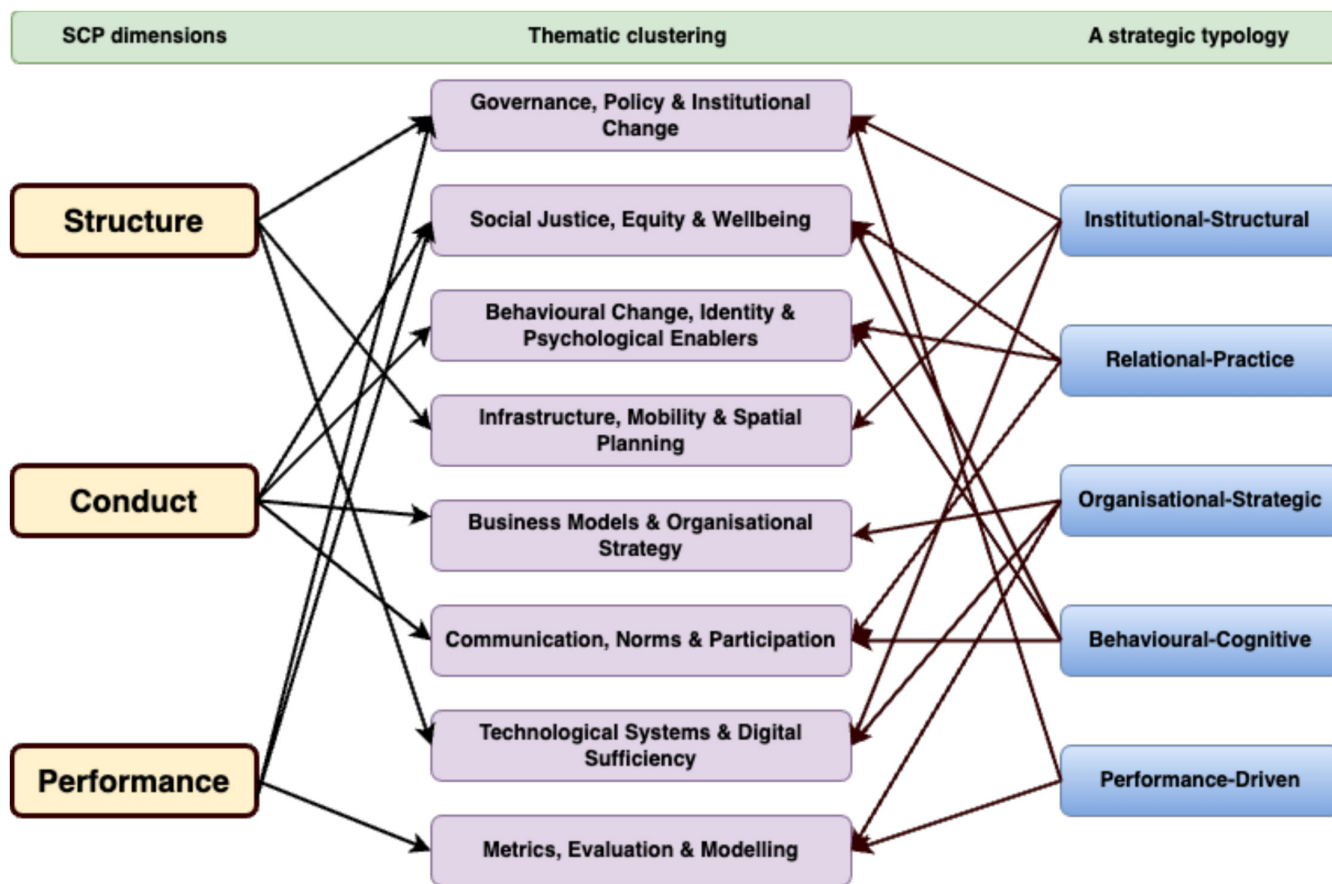 SCP dimensions
Thematic clustering
A strategic typology
Structure
Conduct
Performance
Governance, Policy & Institutional
Change
Social Justice, Equity & Wellbeing
Behavioural Change, Identity &
Psychological Enablers
Infrastructure, Mobility & Spatial
Planning
Business Models & Organisational
Strategy
Communication, Norms & Participation
Technological Systems & Digital
Sufficiency
Metrics, Evaluation & Modelling
Institutional-Structural
Relational-Practice
Organisational-Strategic
Behavioural-Cognitive
Performance-Driven